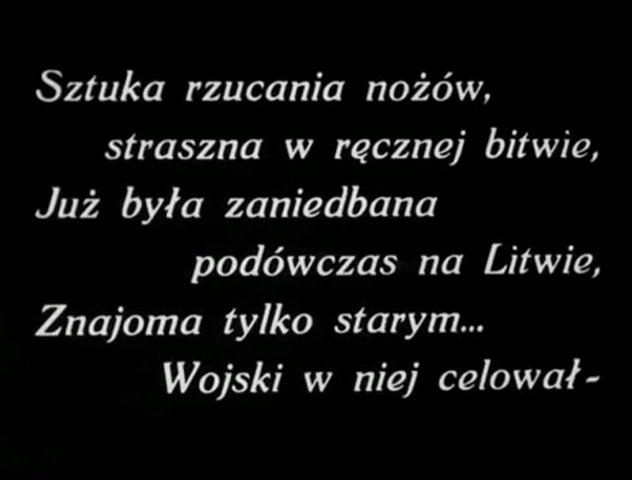 Sztuka rzucania nożów,
straszna w ręcznej bitwie,
Już była zaniedbana
podówczas na Litwie,
Znajoma tylko starym...
Wojski w niej celował-